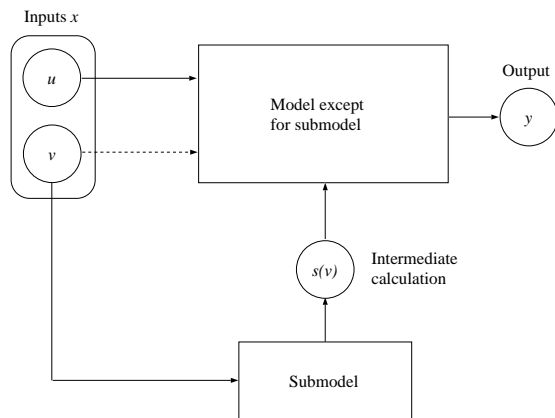 Inputs x
u
v
Model except
for submodel
Output
y
s(v)
Intermediate
calculation
Submodel